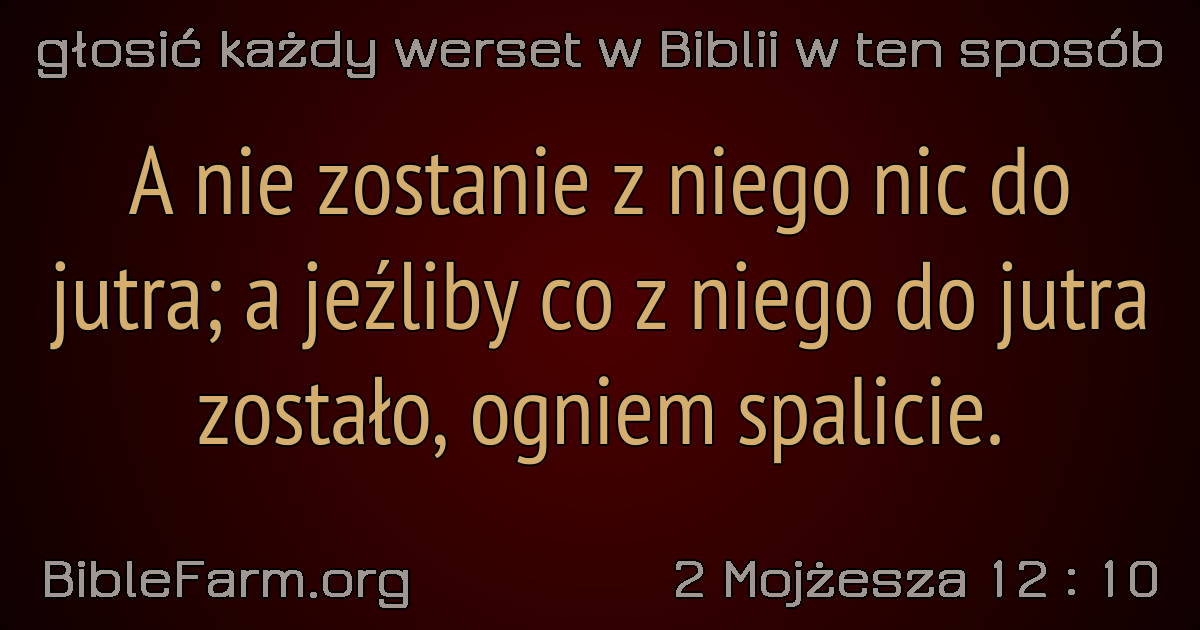 głosić każdy werset w Biblii w ten sposób
A nie zostanie z niego nic do
jutra; a jeźliby co z niego do jutra
zostało, ogniem spalicie.
BibleFarm.org
2 Mojżesza 12 : 10